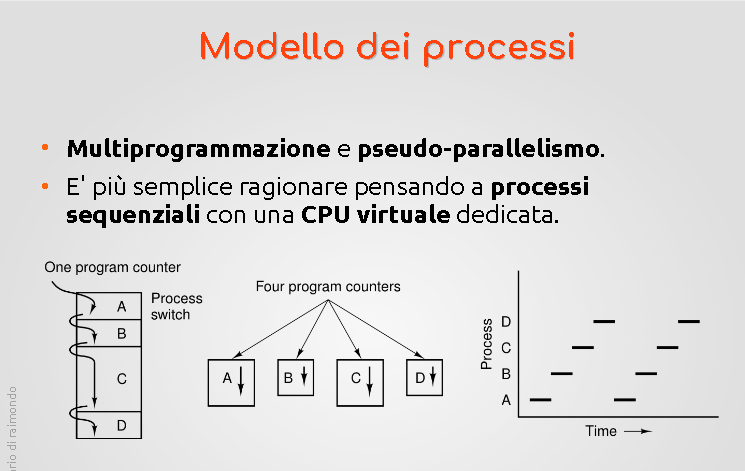 Modello dei processi
• Multiprogrammazione e pseudo-parallelismo.
• E' più semplice ragionare pensando a processi
sequenziali con una CPU virtuale dedicata.
One program counter
Process
switch
A
B
C
D
Four program counters
A
B
C
D
Process
D
C
B
A
Time
di raimondo